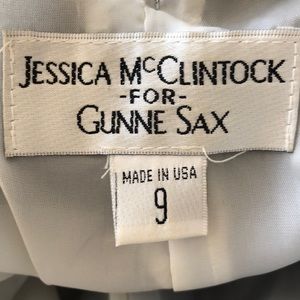 JESSICA MCCLINTOCK
-FOR-
GUNNE SAX
MADE IN USA
9